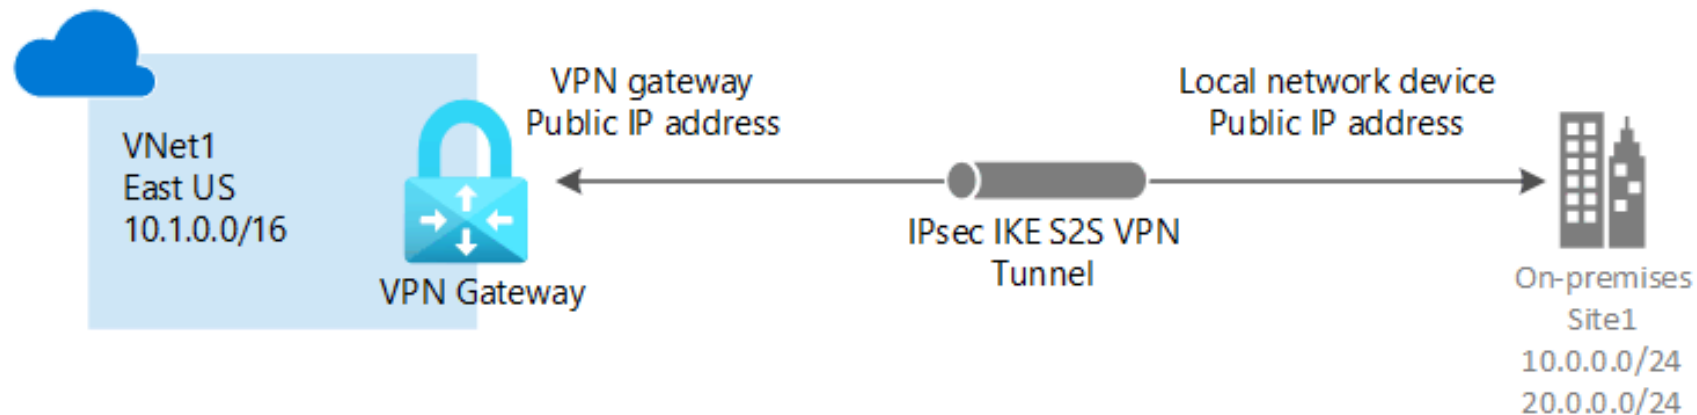 VNet1
East US
10.1.0.0/16
VPN Gateway
VPN gateway
Public IP address
IPsec IKE S2S VPN
Tunnel
Local network device
Public IP address
On-premises
Site1
10.0.0.0/24
20.0.0.0/24